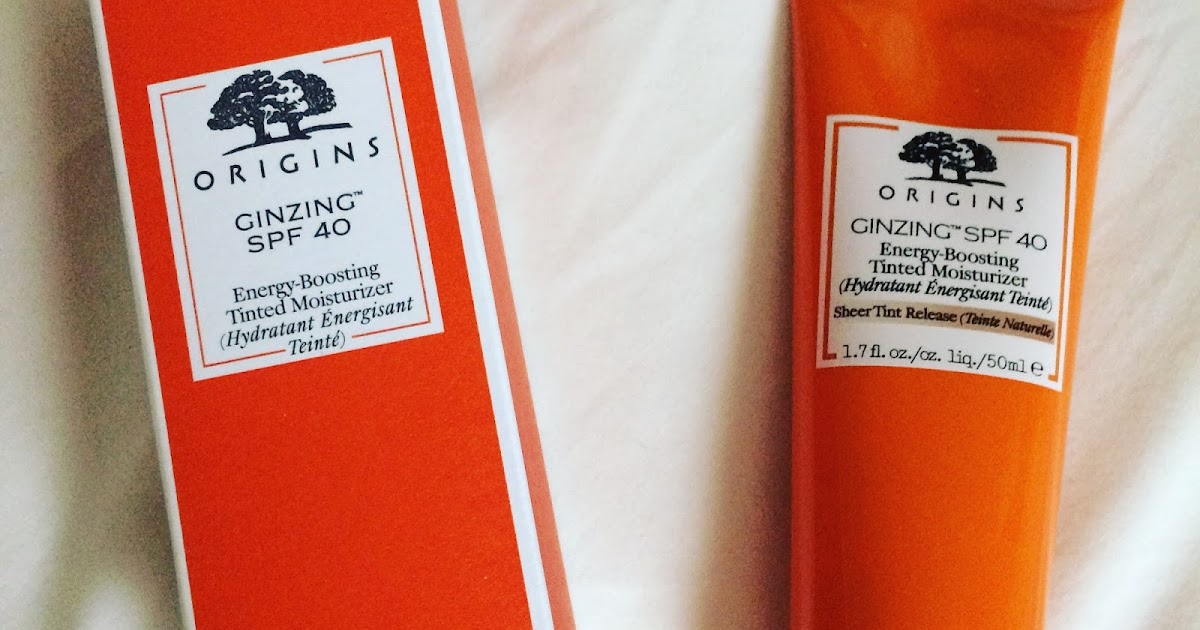 ORIGINS
GINZING™
SPF 40
Energy-Boosting
Tinted Moisturizer
(Hydratant Énergisant
Teinté)
ORIGINS
GINZING™ SPF 40
Energy-Boosting
Tinted Moisturizer
(Hydratant Énergisant Teinté)
Sheer Tint Release (Teinte Naturelle)
1.7 fl. oz./oz. liq./50ml ℮